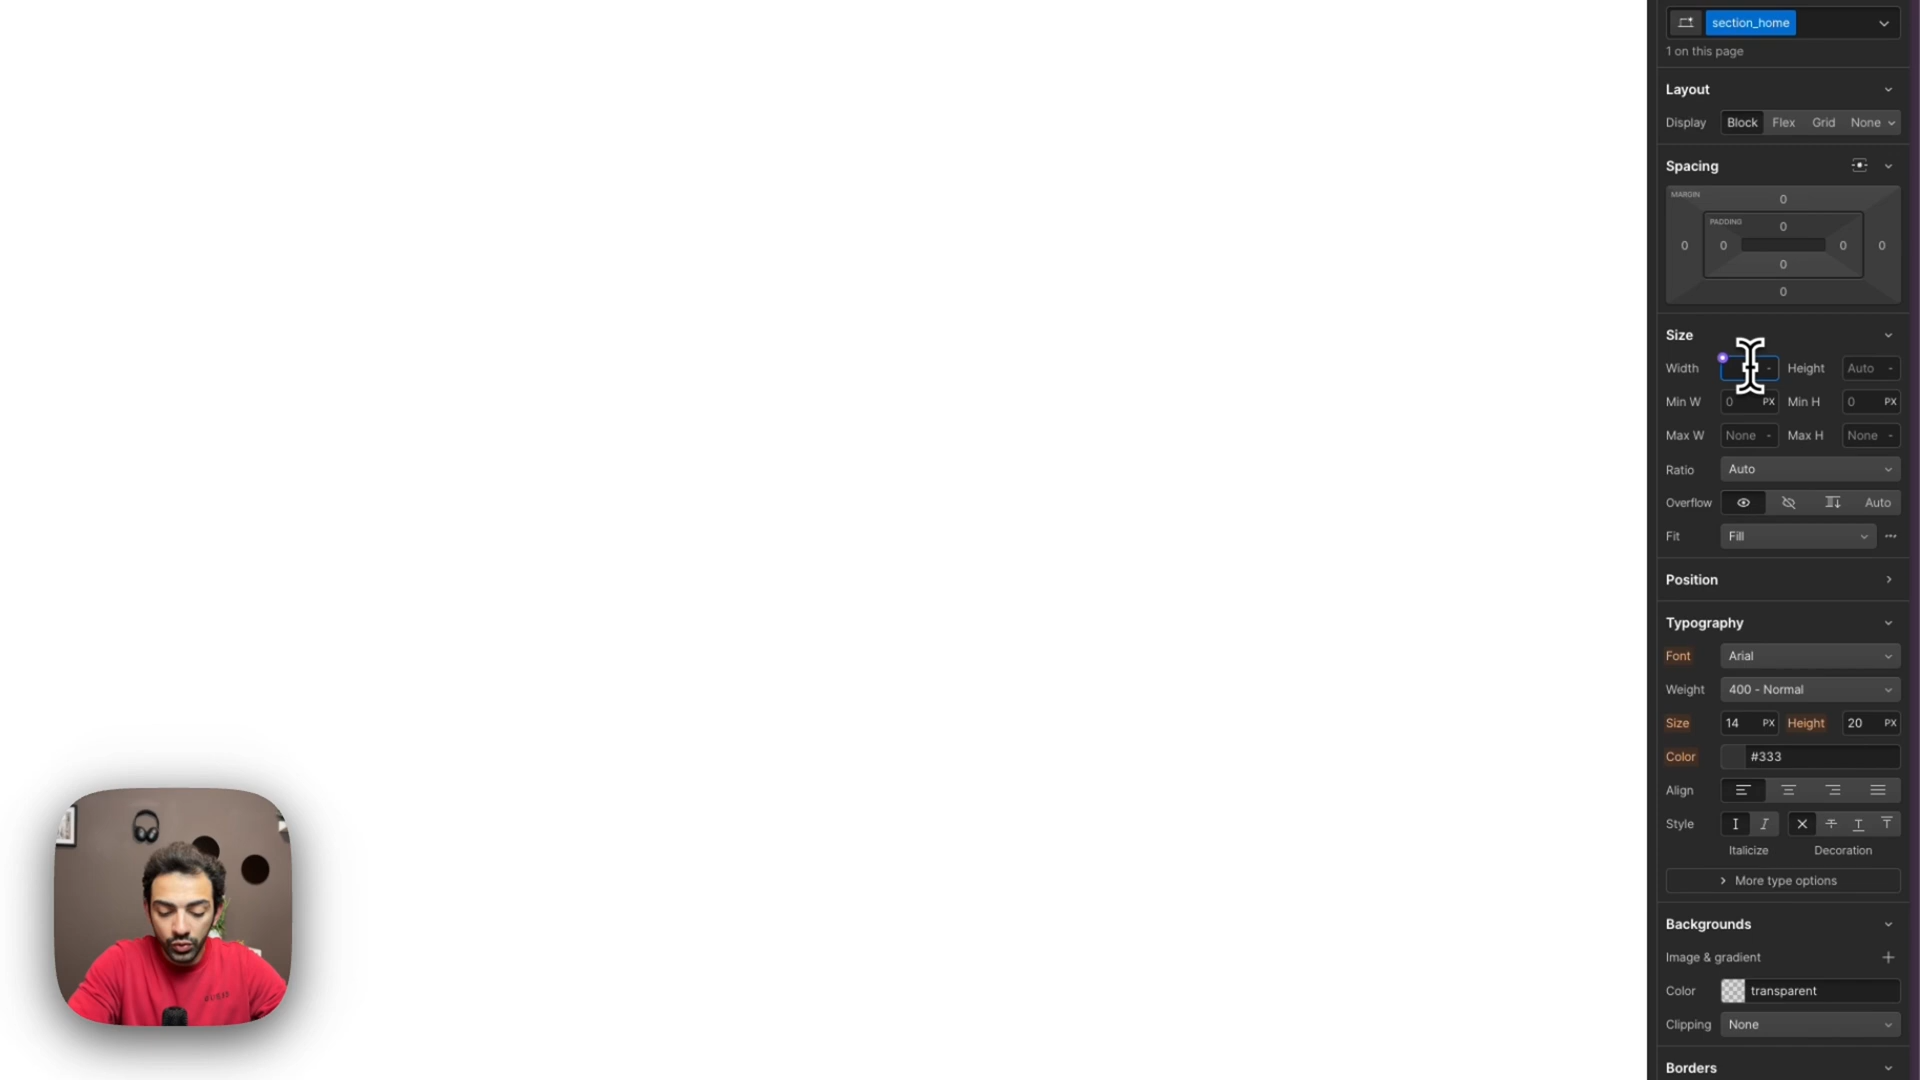 section_home
1 on this page
Layout
Display Block Flex Grid None
Spacing
MARGIN
0
PADDING
0
0 0 0 0
0
0
Size
Width - Height Auto -
Min W 0 PX Min H 0 PX
Max W None - Max H None -
Ratio Auto
Overflow Auto
Fit Fill
Position
Typography
Font Arial
Weight 400 - Normal
Size 14 PX Height 20 PX
Color #333
Align
Style
Italicize Decoration
More type options
Backgrounds
Image & gradient
Color transparent
Clipping None
Borders